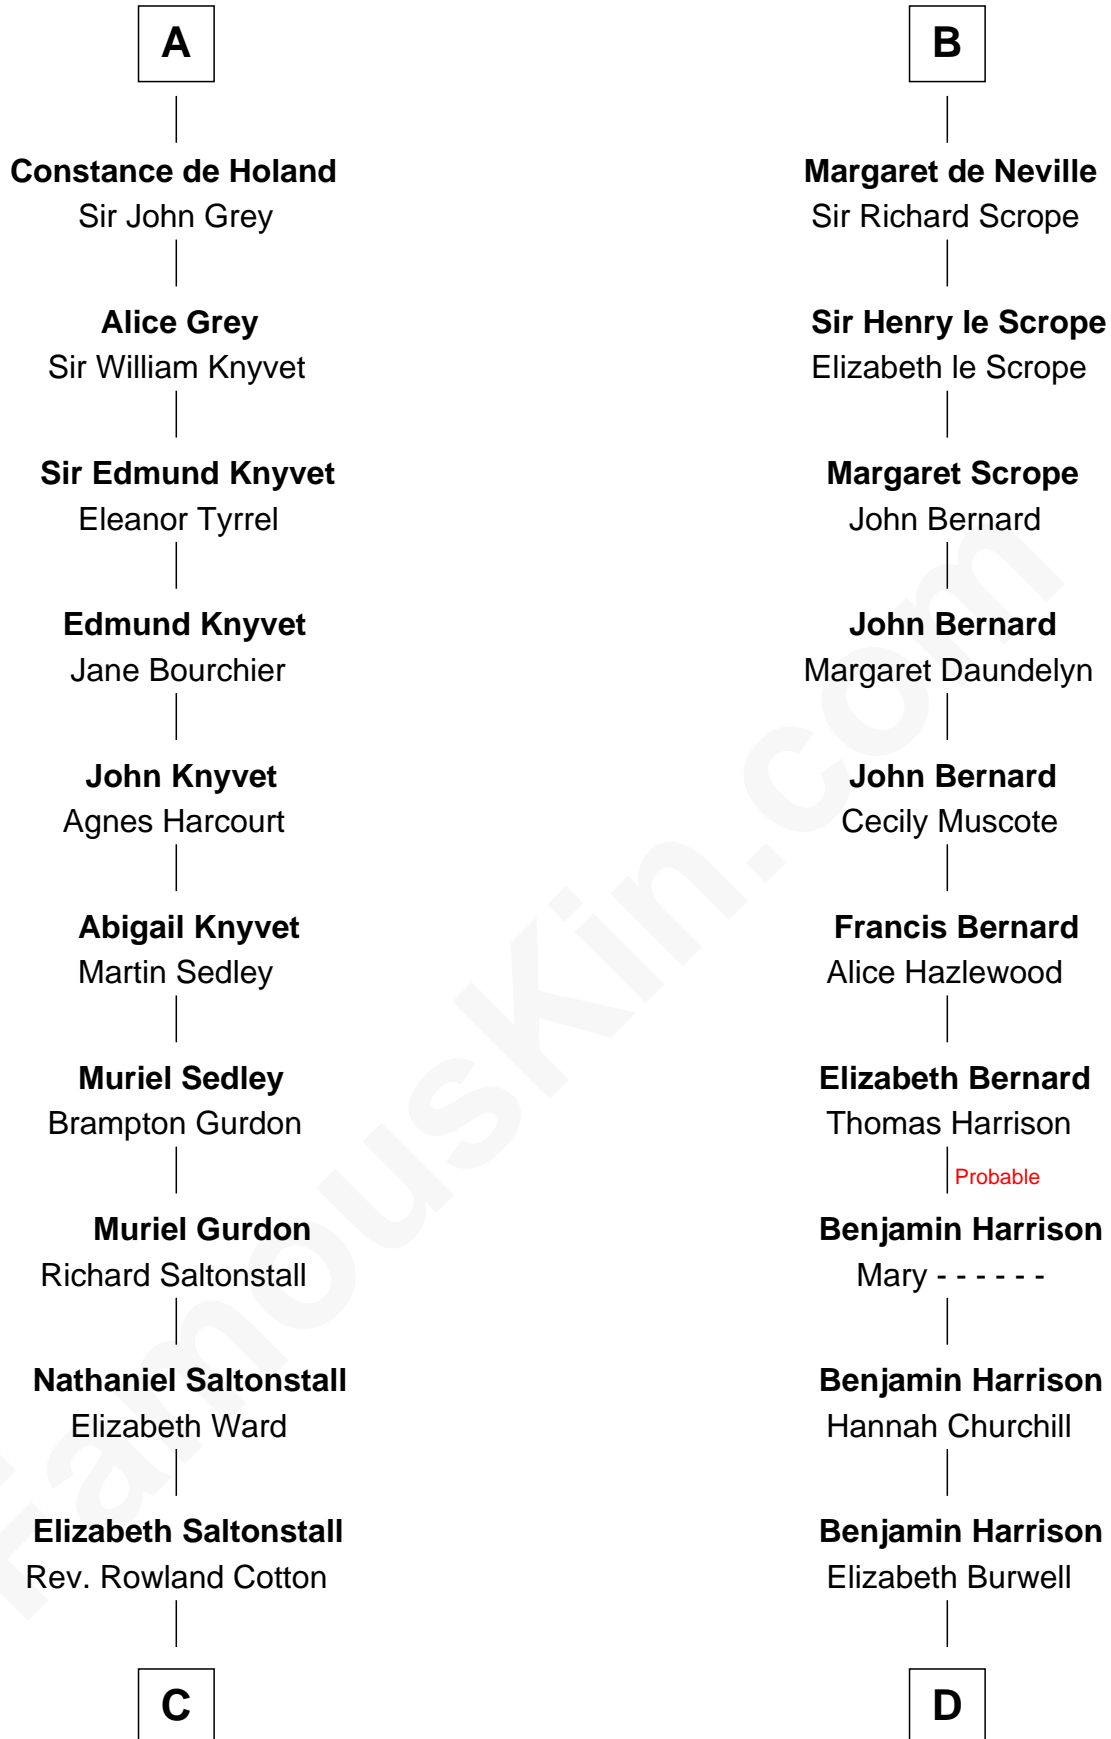 A
Constance de Holand
Sir John Grey
Alice Grey
Sir William Knyvet
Sir Edmund Knyvet
Eleanor Tyrrel
Edmund Knyvet
Jane Bourchier
John Knyvet
Agnes Harcourt
Abigail Knyvet
Martin Sedley
Muriel Sedley
Brampton Gurdon
Muriel Gurdon
Richard Saltonstall
Nathaniel Saltonstall
Elizabeth Ward
Elizabeth Saltonstall
Rev. Rowland Cotton
C
B
Margaret de Neville
Sir Richard Scrope
Sir Henry le Scrope
Elizabeth le Scrope
Margaret Scrope
John Bernard
John Bernard
Margaret Daundelyn
John Bernard
Cecily Muscote
Francis Bernard
Alice Hazlewood
Elizabeth Bernard
Thomas Harrison
Probable
Benjamin Harrison
Mary - - - - - -
Benjamin Harrison
Hannah Churchill
Benjamin Harrison
Elizabeth Burwell
D
FamousKin.com